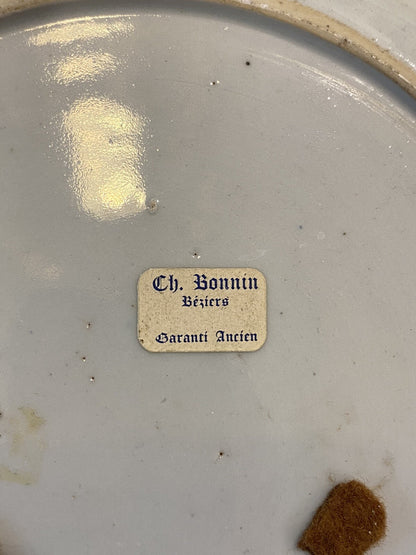 Ch. Bonnin
Béziers
Garanti Ancien